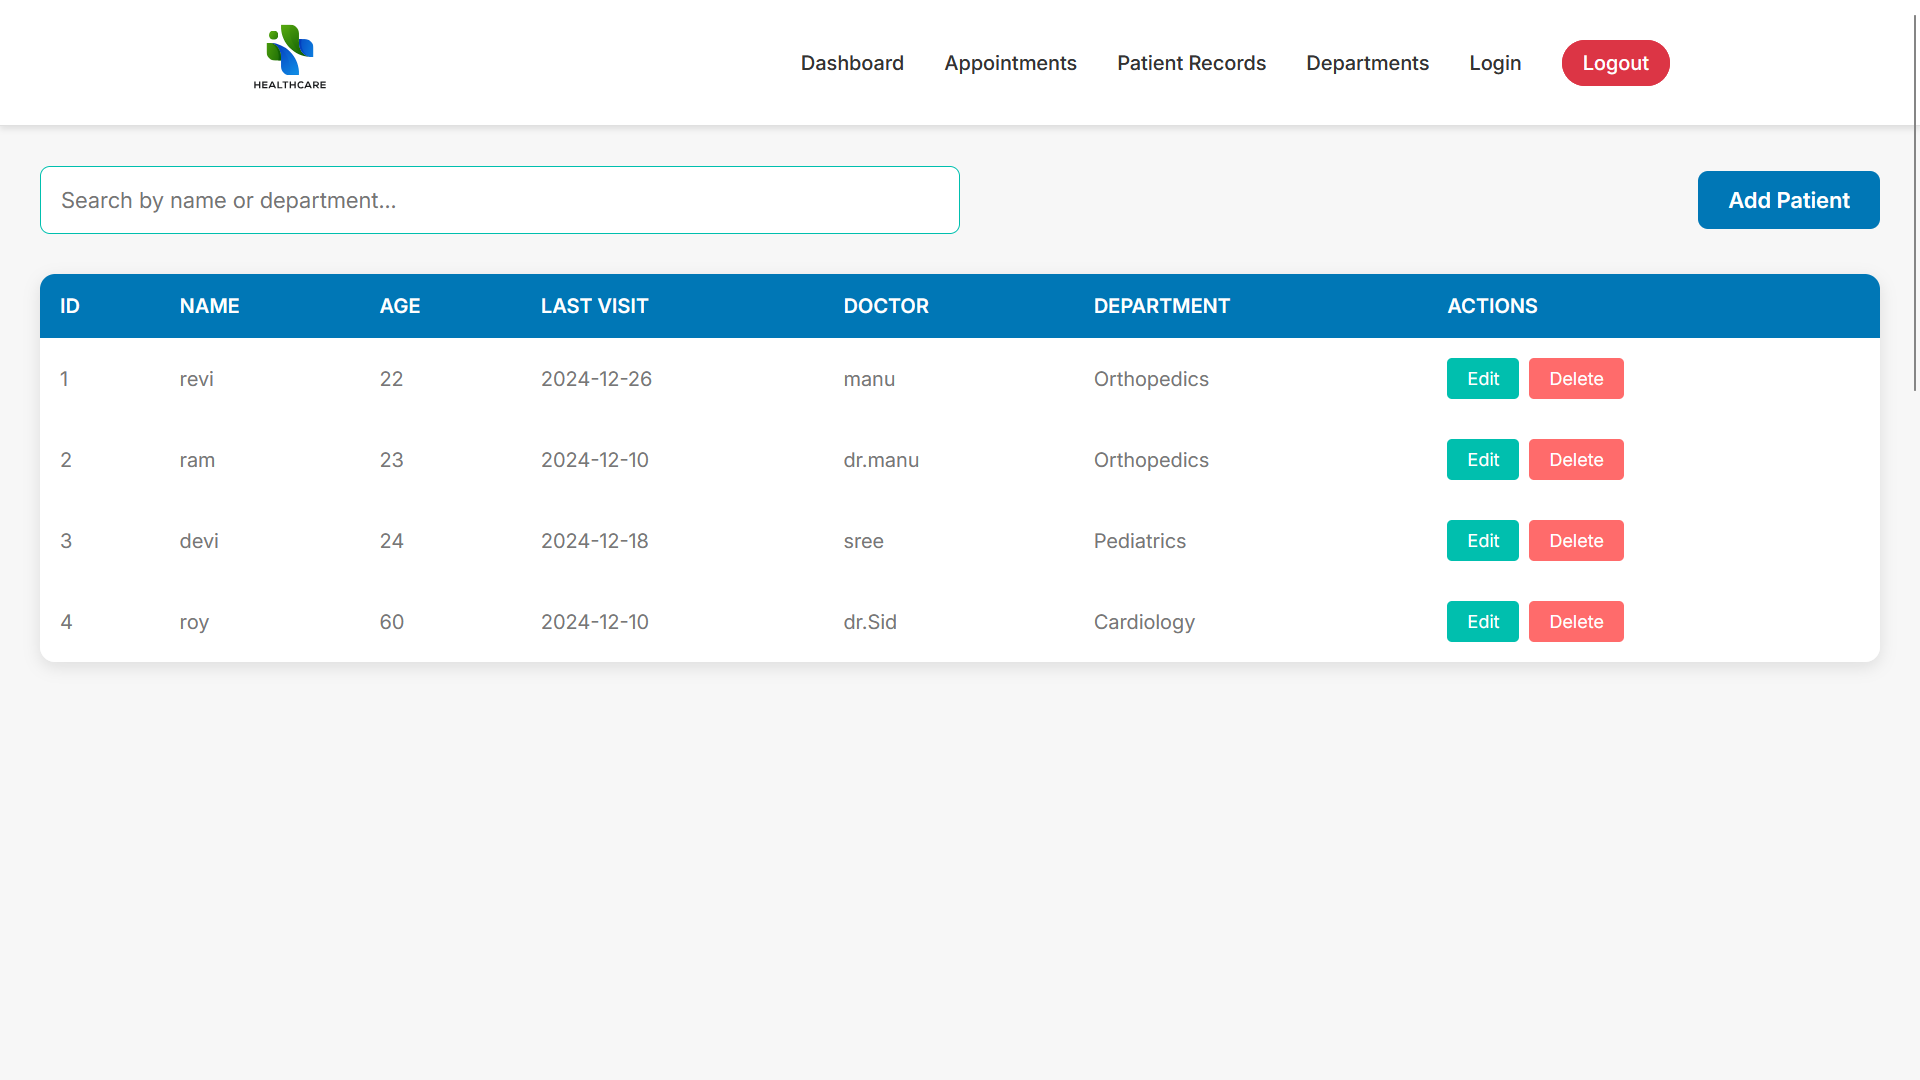 HEALTHCARE
Dashboard Appointments Patient Records Departments Login Logout
Search by name or department... Add Patient
ID NAME AGE LAST VISIT DOCTOR DEPARTMENT ACTIONS
1 revi 22 2024-12-26 manu Orthopedics Edit Delete
2 ram 23 2024-12-10 dr.manu Orthopedics Edit Delete
3 devi 24 2024-12-18 sree Pediatrics Edit Delete
4 roy 60 2024-12-10 dr.Sid Cardiology Edit Delete